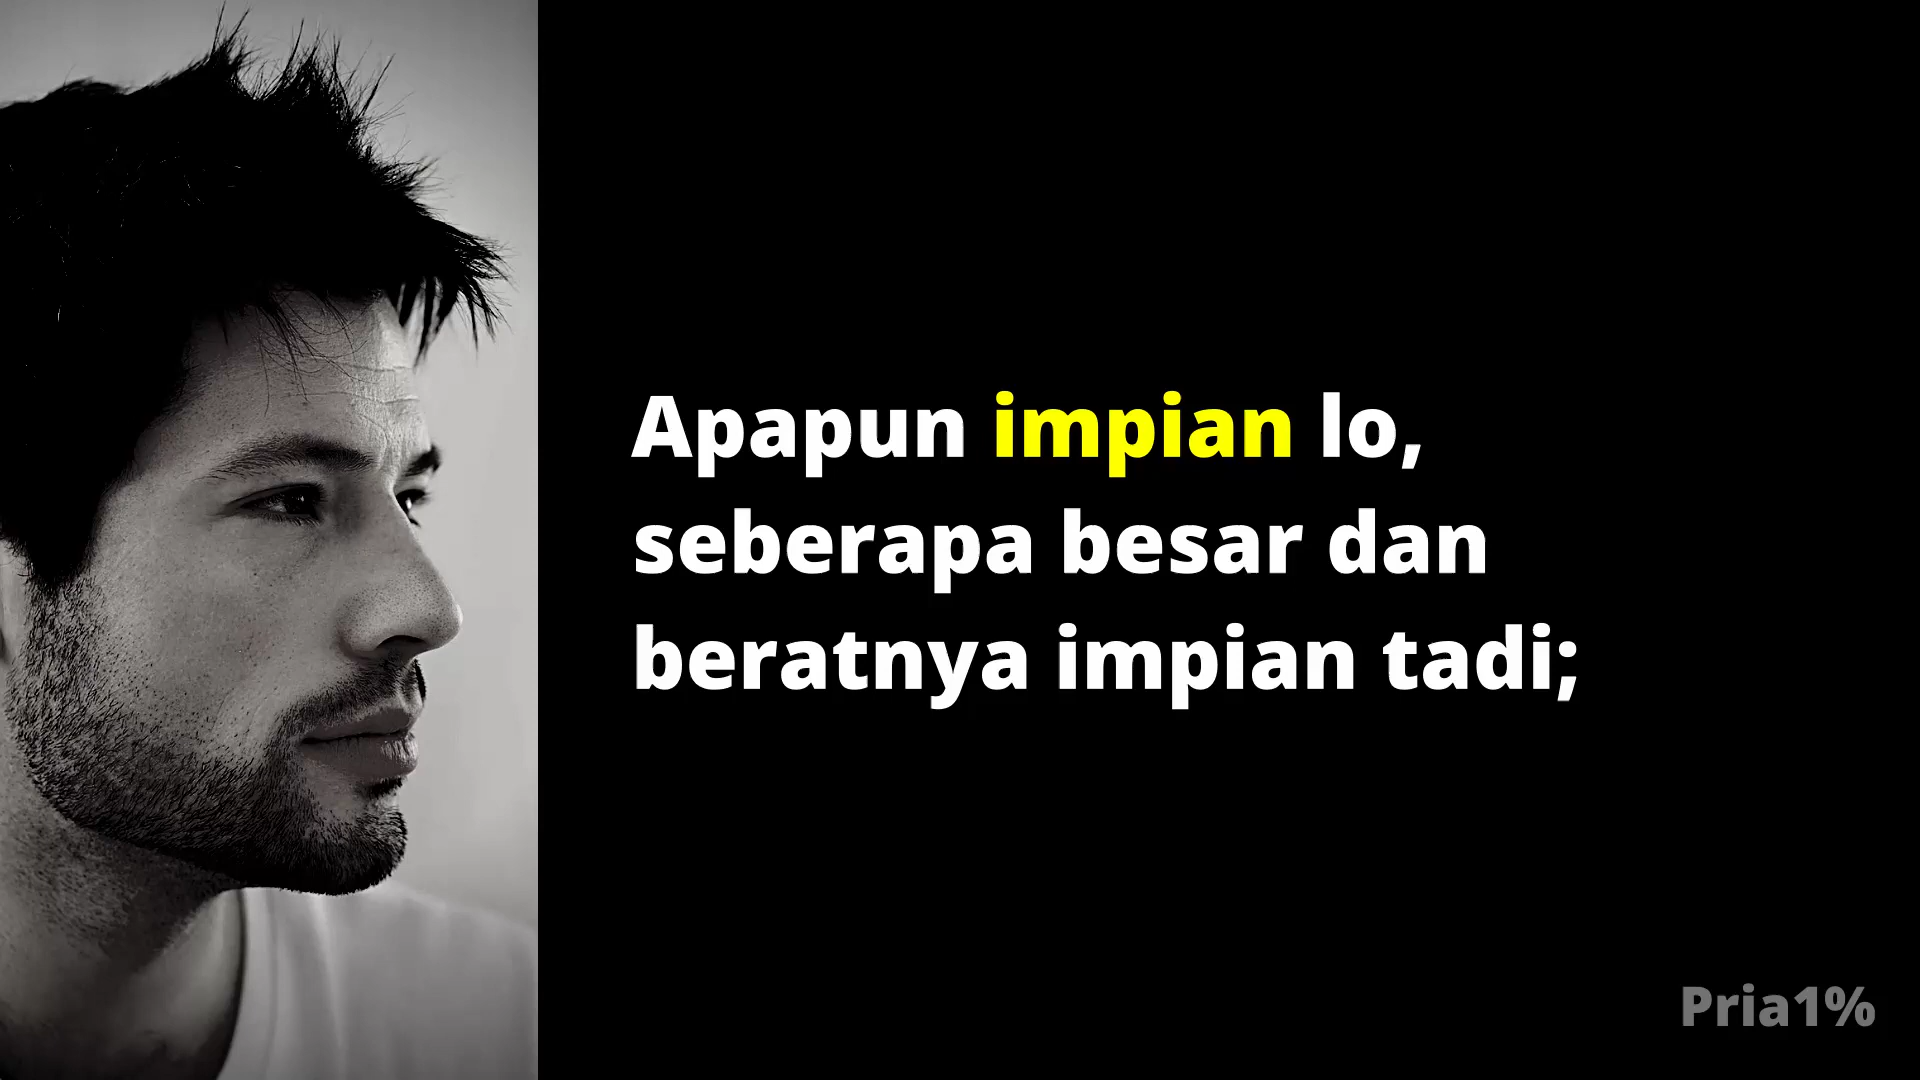 Apapun impian lo,
seberapa besar dan
beratnya impian tadi;
Pria1%